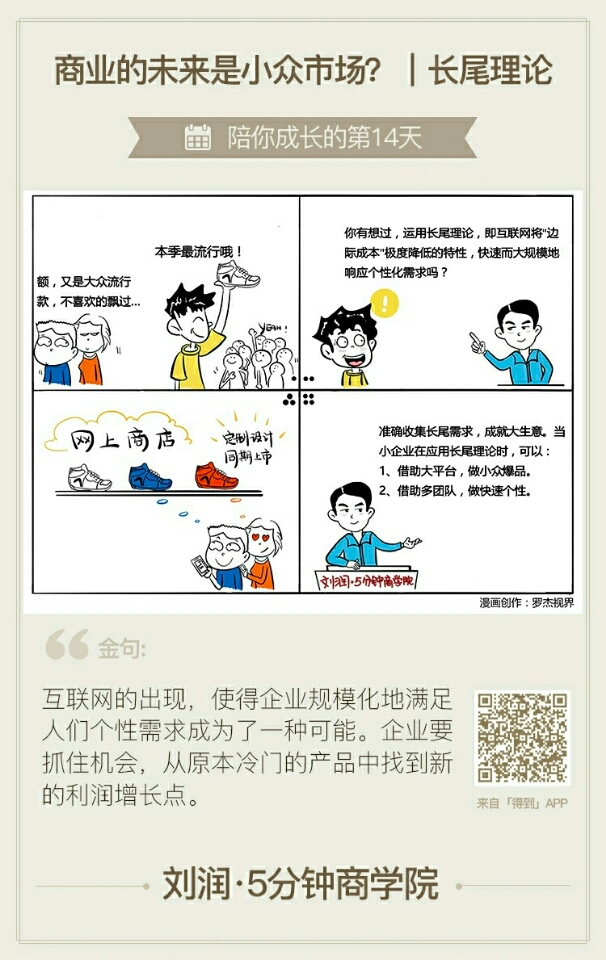 商业的未来是小众市场？｜长尾理论
陪你成长的第14天
本季最流行哦！
额，又是大众流行
款，不喜欢的飘过...
YEAH！
你有想过，运用长尾理论，即互联网将“边
际成本”极度降低的特性，快速而大规模地
响应个性化需求吗？
网上商店
定制设计
同期上市
准确收集长尾需求，成就大生意。当
小企业在应用长尾理论时，可以：
1、借助大平台，做小众爆品。
2、借助多团队，做快速个性。
刘润·5分钟商学院
漫画创作：罗杰视界
金句:
互联网的出现，使得企业规模化地满足
人们个性需求成为了一种可能。企业要
抓住机会，从原本冷门的产品中找到新
的利润增长点。
来自「得到」APP
刘润·5分钟商学院